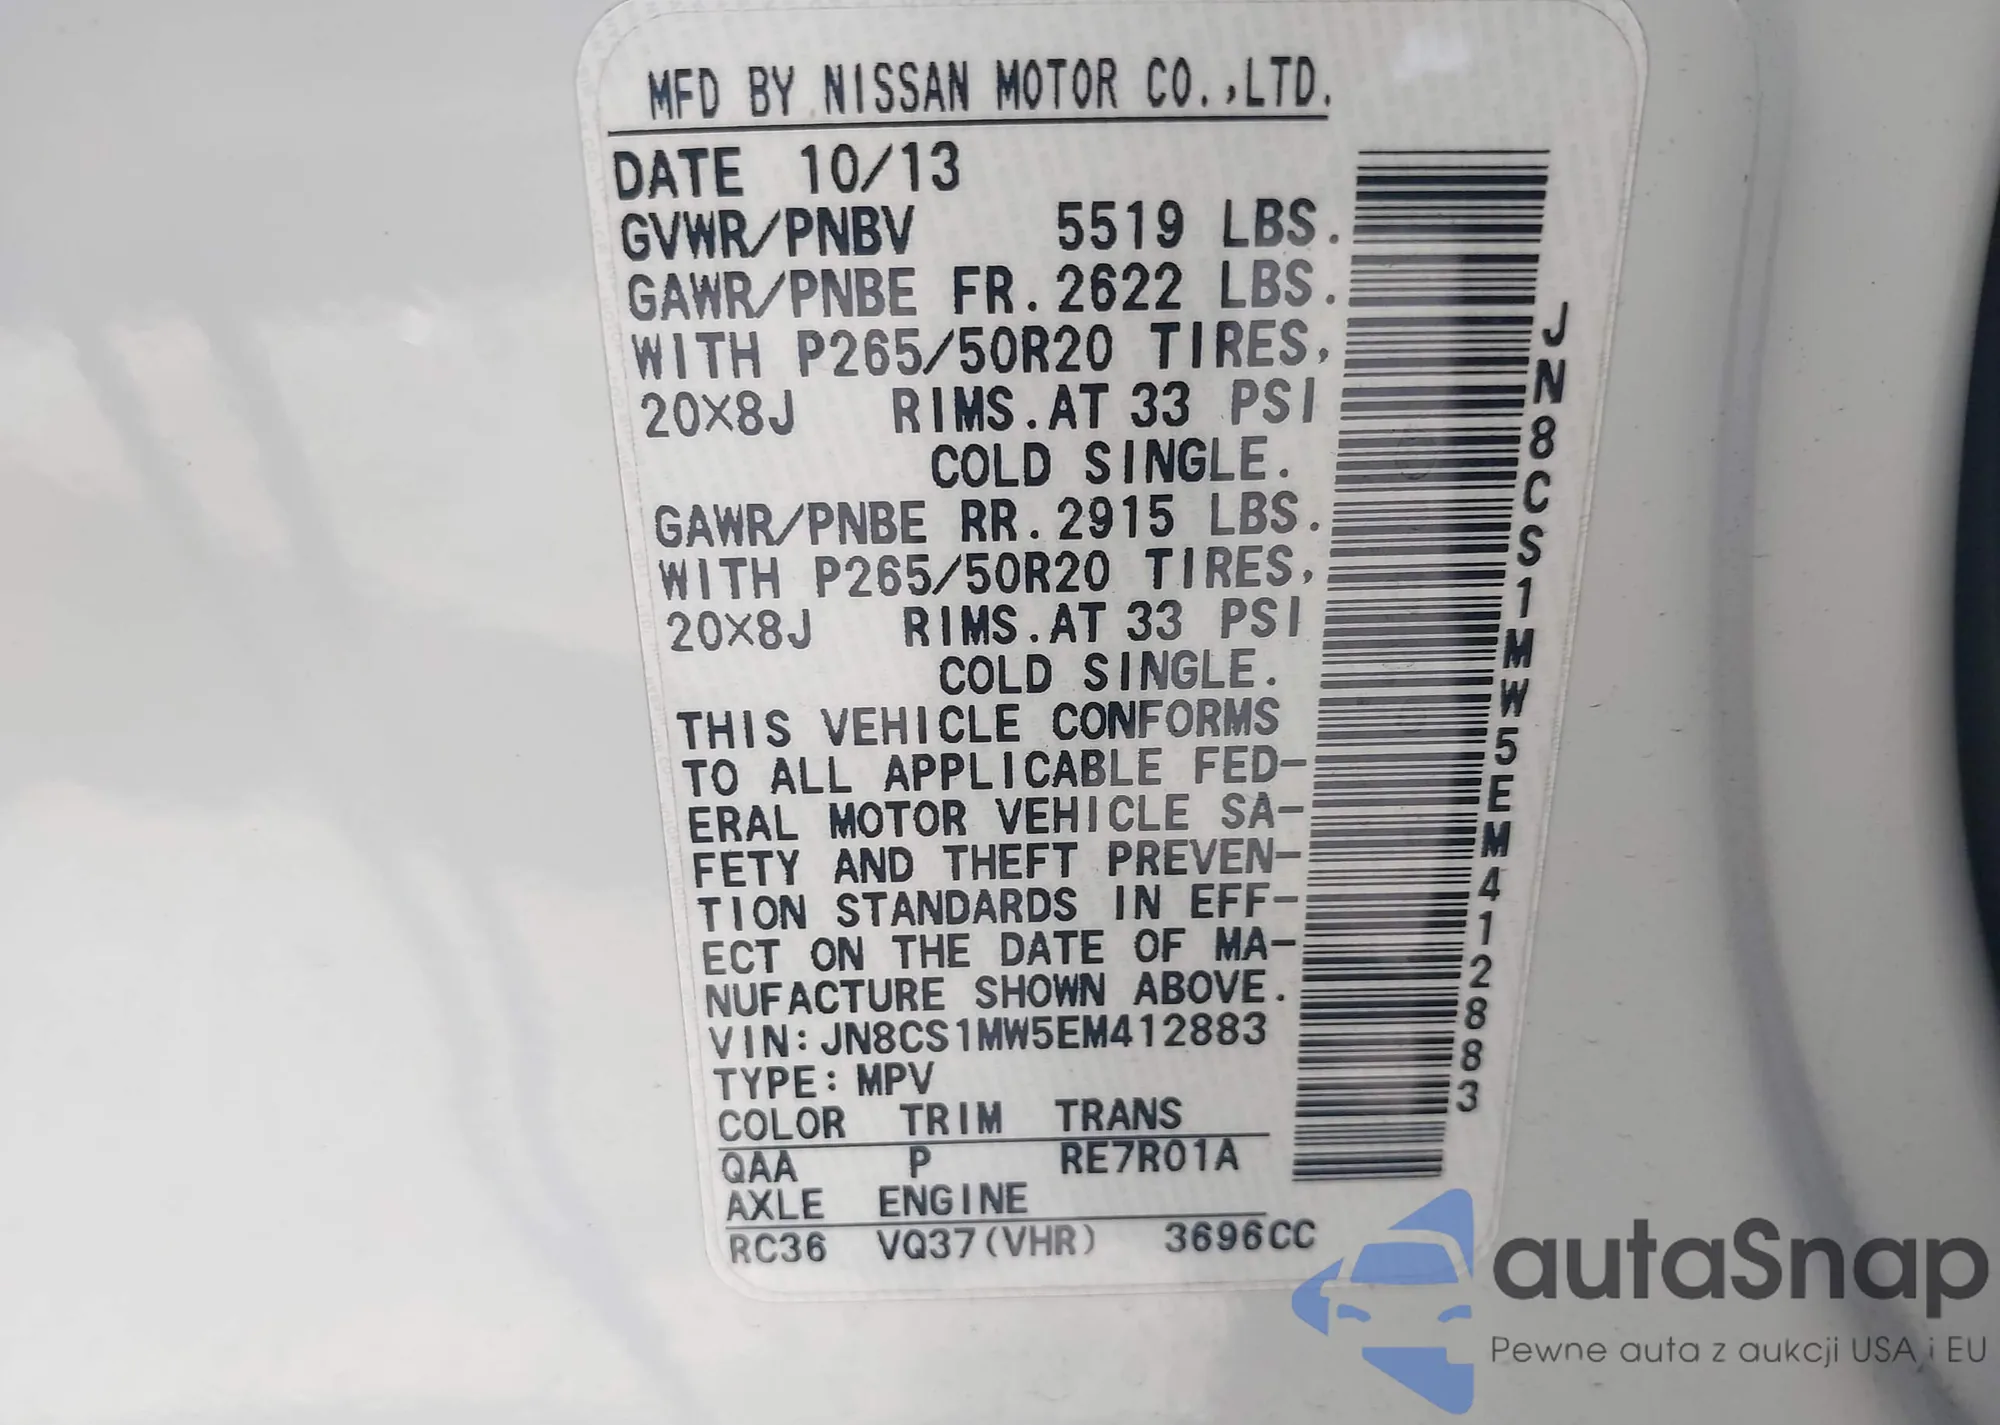 MFD BY NISSAN MOTOR CO.,LTD.
DATE 10/13
GVWR/PNBV 5519 LBS.
GAWR/PNBE FR.2622 LBS.
WITH P265/50R20 TIRES,
20X8J RIMS.AT 33 PSI
COLD SINGLE.
GAWR/PNBE RR.2915 LBS.
WITH P265/50R20 TIRES,
20X8J RIMS.AT 33 PSI
COLD SINGLE.
THIS VEHICLE CONFORMS
TO ALL APPLICABLE FED-
ERAL MOTOR VEHICLE SA-
FETY AND THEFT PREVEN-
TION STANDARDS IN EFF-
ECT ON THE DATE OF MA-
NUFACTURE SHOWN ABOVE.
VIN:JN8CS1MW5EM412883
TYPE:MPV
COLOR TRIM TRANS
QAA P RE7R01A
AXLE ENGINE
RC36 VQ37(VHR) 3696CC
JN8CS1MW5EM412883
autaSnap
Pewne auta z aukcji USA i EU